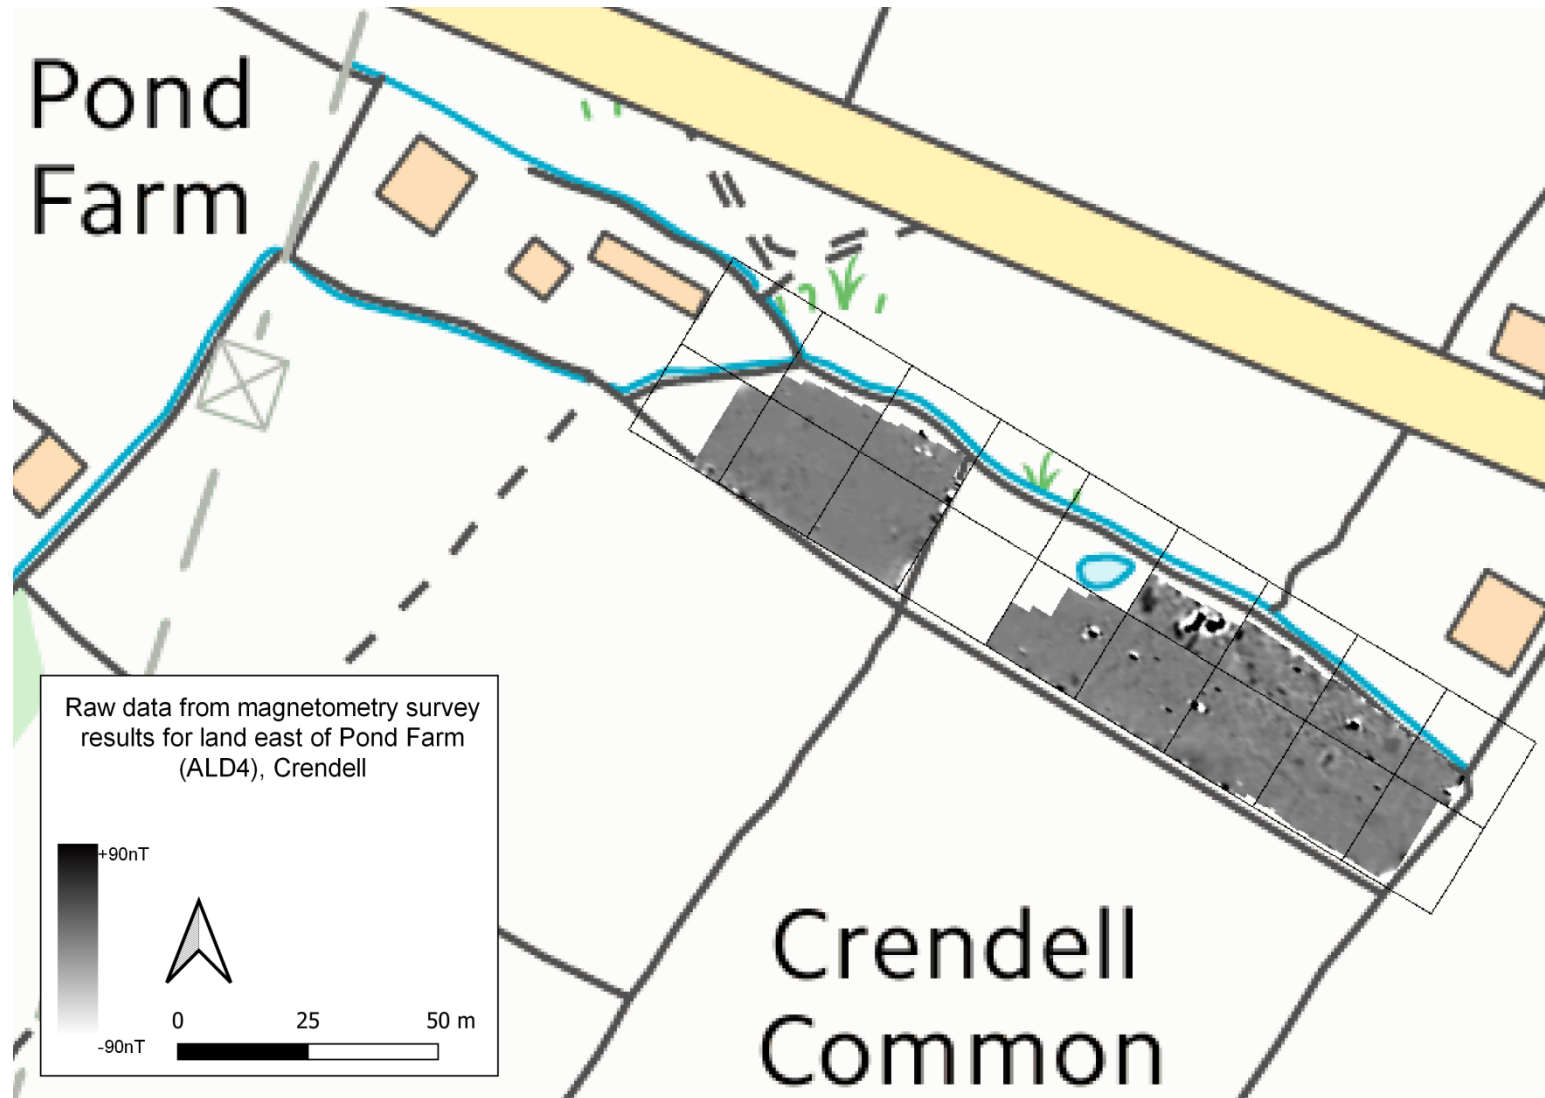 Pond
Farm
Raw data from magnetometry survey
results for land east of Pond Farm
(ALD4), Crendell
+90nT
-90nT
0 25 50 m
Crendell
Common